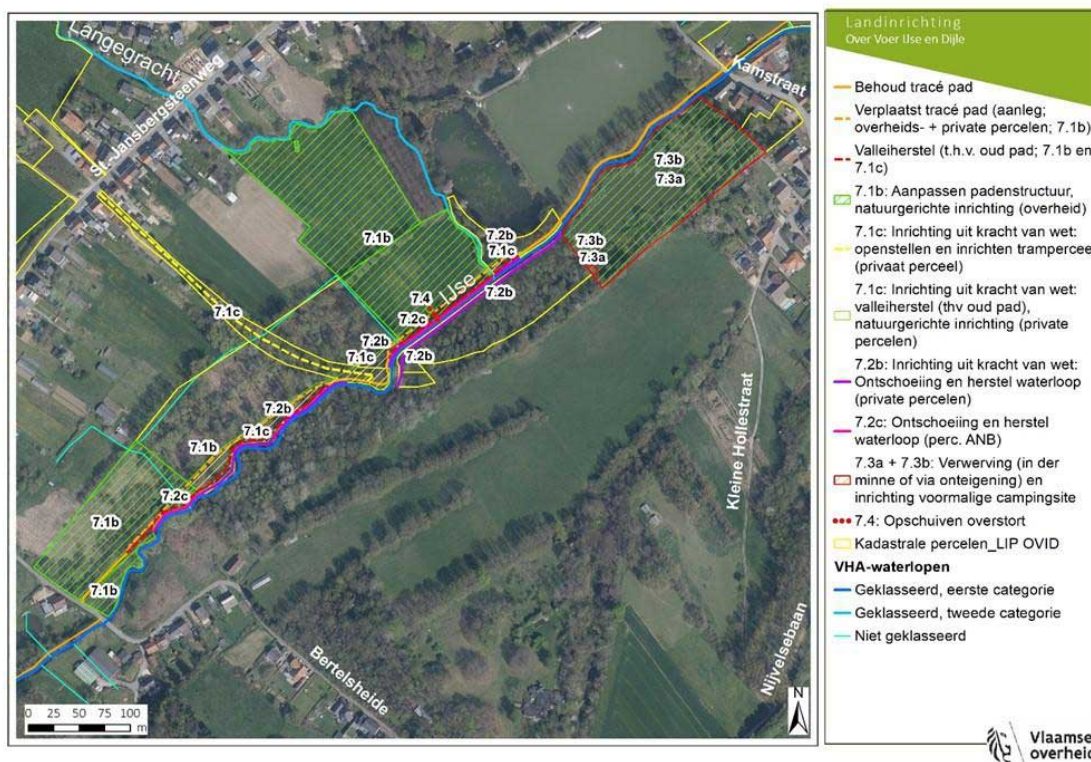 Langegracht
St.-Jansbergsteenweg
Kamstraat
7.3b
7.3a
7.1b
7.2b
7.1c
7.3b
7.3a
7.2b
IJse
7.4
7.2c
7.1c
7.2b
7.2b
7.1c
7.2b
7.1c
7.1b
7.2c
7.1b
7.1b
Kleine Hollestraat
Nijvelsebaan
Bertelsheide
0 25 50 75 100
m
N
Landinrichting
Over Voer IJse en Dijle
Behoud tracé pad
Verplaatst tracé pad (aanleg;
overheids- + private percelen; 7.1b)
Valleiherstel (t.h.v. oud pad; 7.1b en
7.1c)
7.1b: Aanpassen padenstructuur,
natuurgerichte inrichting (overheid)
7.1c: Inrichting uit kracht van wet:
openstellen en inrichten tramperceel
(privaat perceel)
7.1c: Inrichting uit kracht van wet:
valleiherstel (thv oud pad),
natuurgerichte inrichting (private
percelen)
7.2b: Inrichting uit kracht van wet:
Ontschoeiing en herstel waterloop
(private percelen)
7.2c: Ontschoeiing en herstel
waterloop (perc. ANB)
7.3a + 7.3b: Verwerving (in der
minne of via onteigening) en
inrichting voormalige campingsite
7.4: Opschuiven overstort
Kadastrale percelen_LIP OVID
VHA-waterlopen
Geklasseerd, eerste categorie
Geklasseerd, tweede categorie
Niet geklasseerd
Vlaamse
overheid